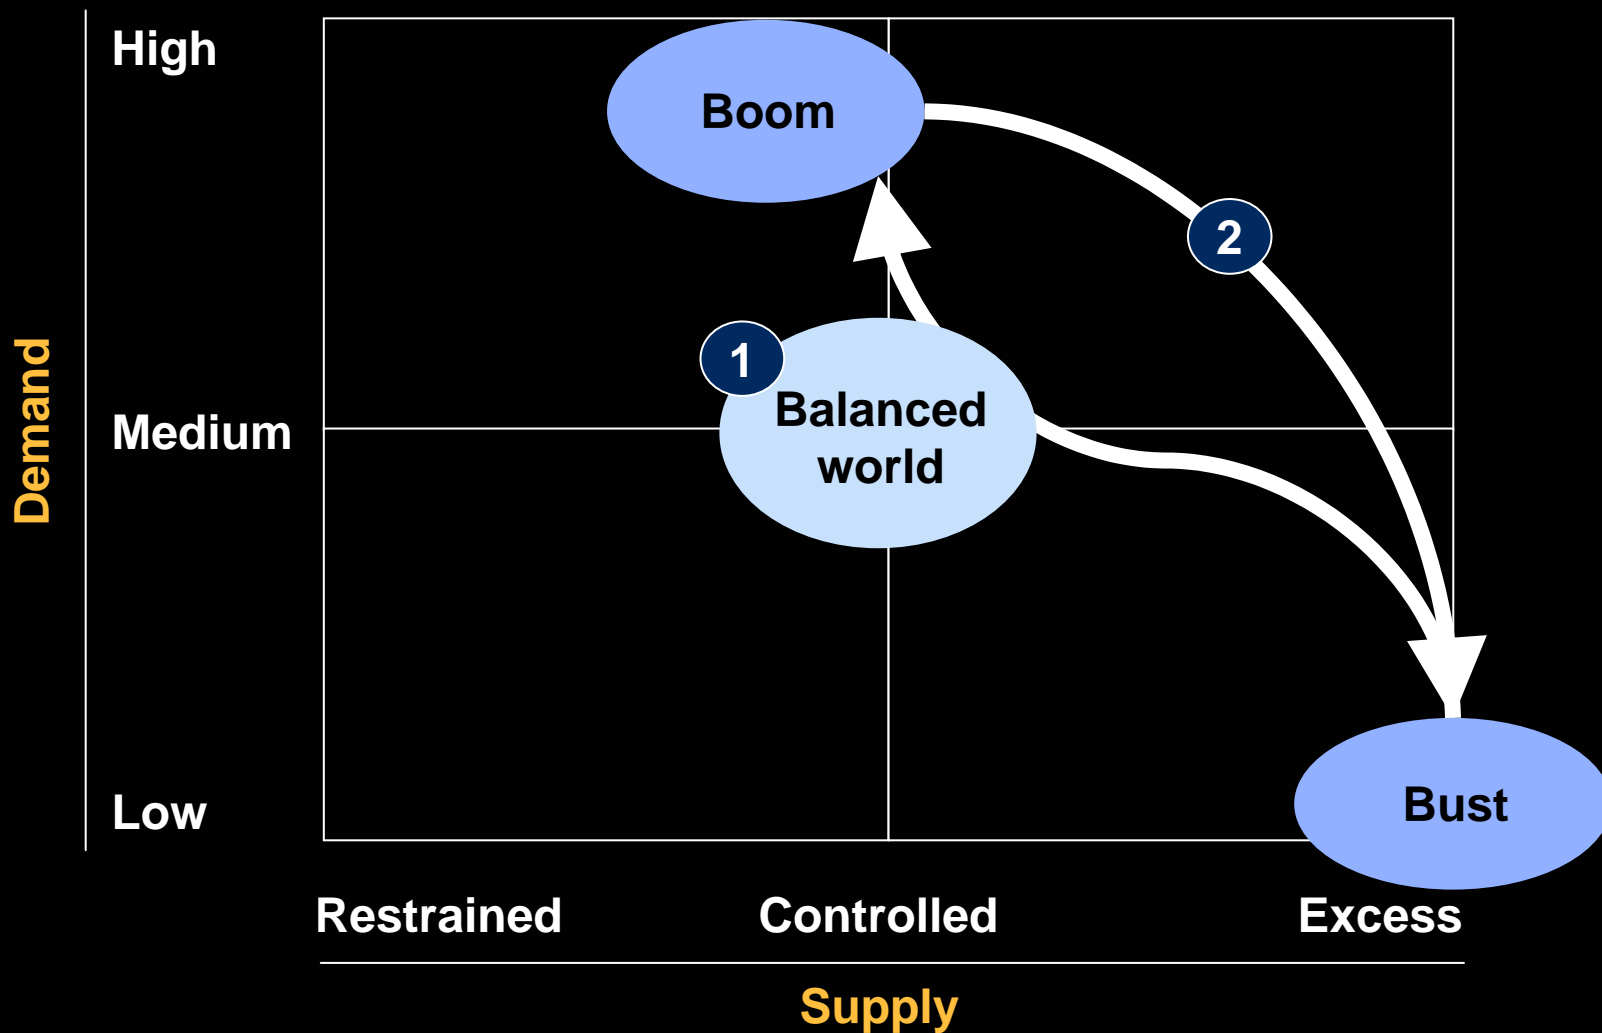 High
Boom
2
1
Balanced
world
Medium
Demand
Low
Bust
Restrained
Controlled
Excess
Supply